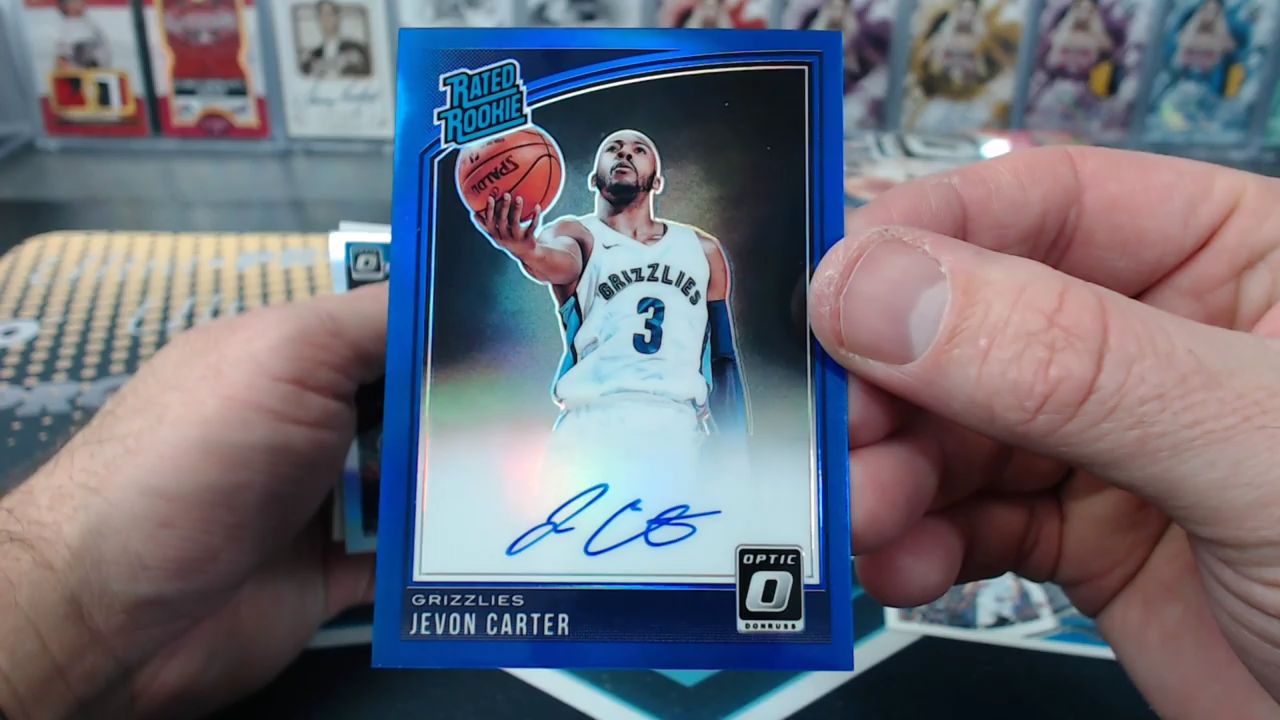 RATED
ROOKIE
SPALDING
GRIZZLIES
3
J C
OPTIC
O
DONRUSS
GRIZZLIES
JEVON CARTER